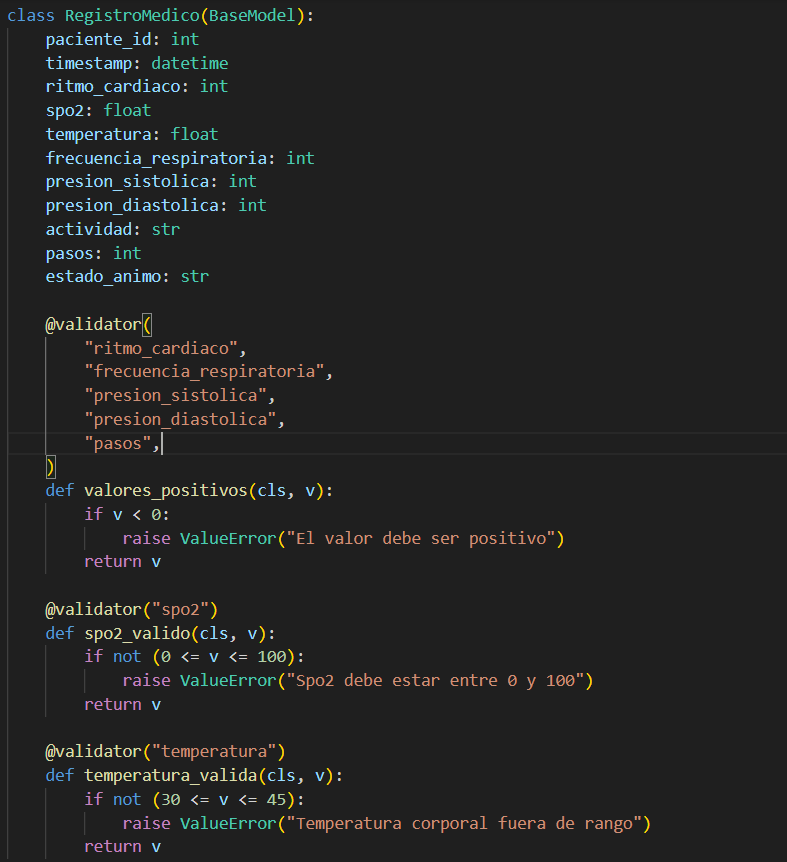 class RegistroMedico(BaseModel):
    paciente_id: int
    timestamp: datetime
    ritmo_cardiaco: int
    spo2: float
    temperatura: float
    frecuencia_respiratoria: int
    presion_sistolica: int
    presion_diastolica: int
    actividad: str
    pasos: int
    estado_animo: str

    @validator(
        "ritmo_cardiaco",
        "frecuencia_respiratoria",
        "presion_sistolica",
        "presion_diastolica",
        "pasos",
    )
    def valores_positivos(cls, v):
        if v < 0:
            raise ValueError("El valor debe ser positivo")
        return v

    @validator("spo2")
    def spo2_valido(cls, v):
        if not (0 <= v <= 100):
            raise ValueError("Spo2 debe estar entre 0 y 100")
        return v

    @validator("temperatura")
    def temperatura_valida(cls, v):
        if not (30 <= v <= 45):
            raise ValueError("Temperatura corporal fuera de rango")
        return v